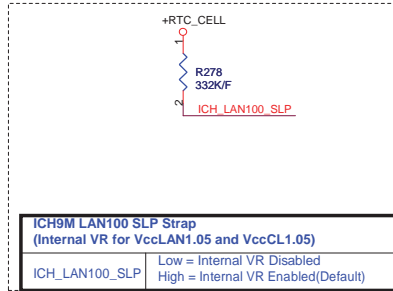 +RTC_CELL
1
R278
332K/F
2
ICH_LAN100_SLP
ICH9M LAN100 SLP Strap
(Internal VR for VccLAN1.05 and VccCL1.05)
ICH_LAN100_SLP
Low = Internal VR Disabled
High = Internal VR Enabled(Default)